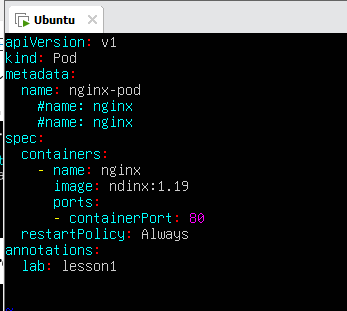 Ubuntu
apiVersion: v1
kind: Pod
metadata:
  name: nginx-pod
    #name: nginx
    #name: nginx
spec:
  containers:
    - name: nginx
      image: ndinx:1.19
      ports:
      - containerPort: 80
  restartPolicy: Always
annotations:
  lab: lesson1